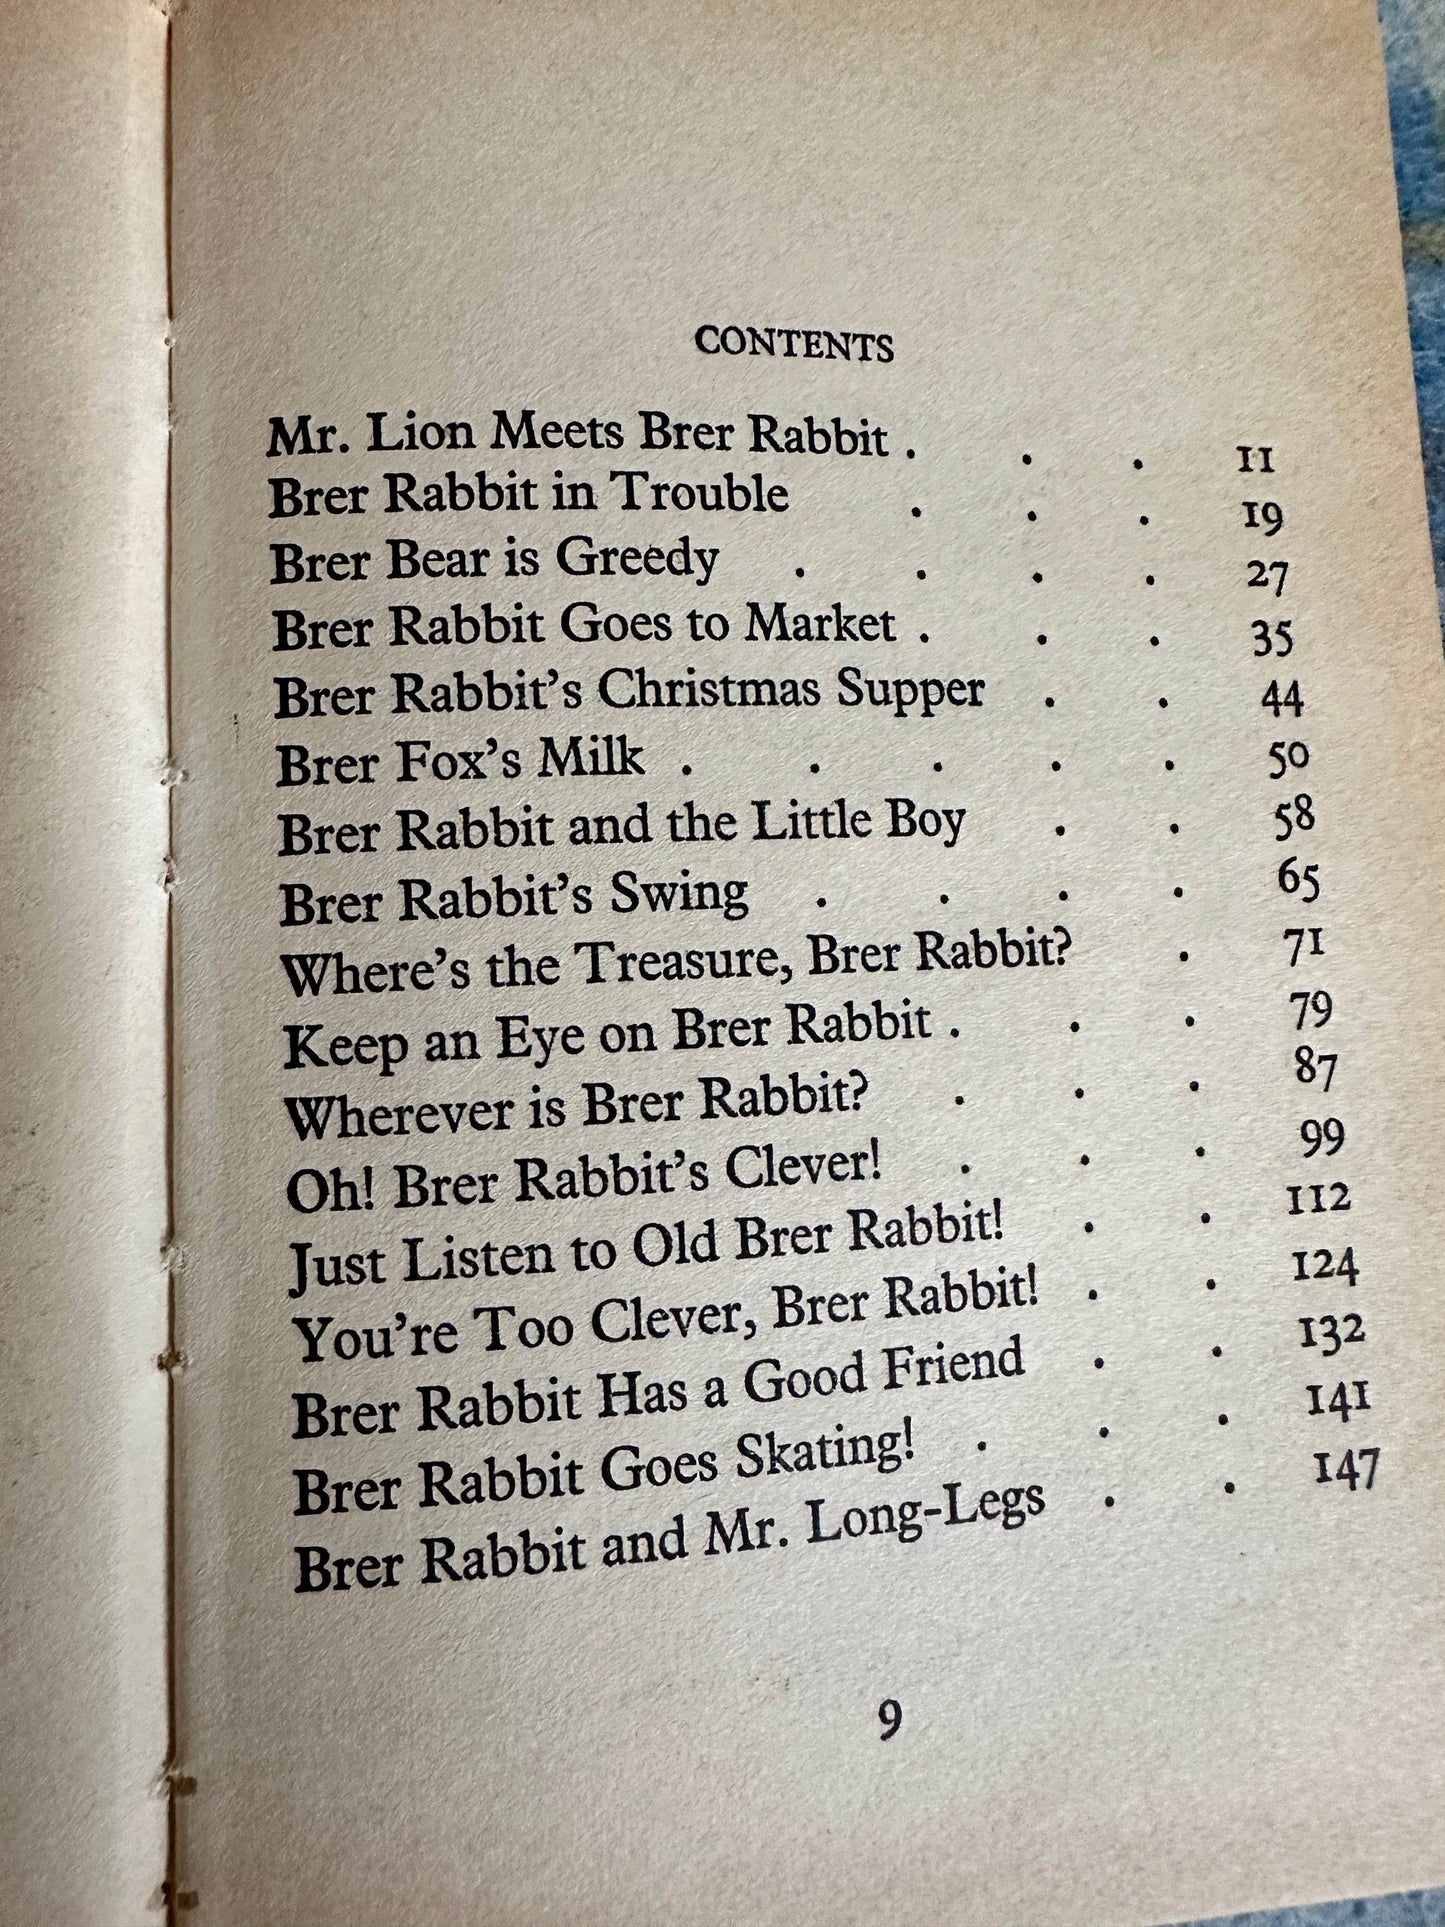 CONTENTS
Mr. Lion Meets Brer Rabbit . . . 11
Brer Rabbit in Trouble . . . 19
Brer Bear is Greedy . . . . 27
Brer Rabbit Goes to Market . . . 35
Brer Rabbit's Christmas Supper . . 44
Brer Fox's Milk . . . . . 50
Brer Rabbit and the Little Boy . . 58
Brer Rabbit's Swing . . . . 65
Where's the Treasure, Brer Rabbit? . 71
Keep an Eye on Brer Rabbit . . . 79
Wherever is Brer Rabbit? . . . 87
Oh! Brer Rabbit's Clever! . . . 99
Just Listen to Old Brer Rabbit! . . 112
You're Too Clever, Brer Rabbit! . . 124
Brer Rabbit Has a Good Friend . . 132
Brer Rabbit Goes Skating! . . . 141
Brer Rabbit and Mr. Long-Legs . . 147
9